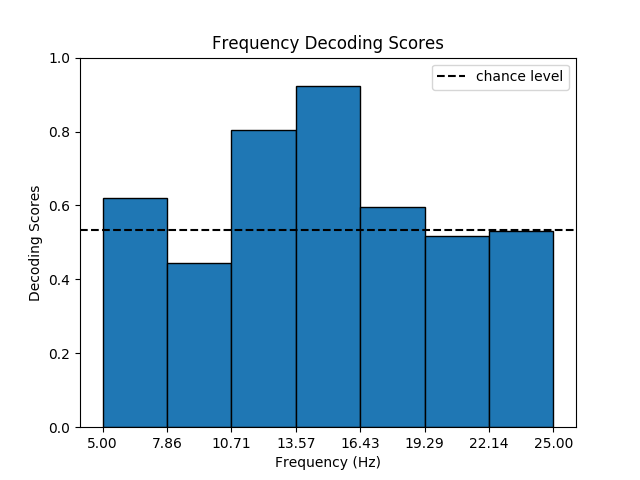 Frequency Decoding Scores
chance level
1.0
0.8
0.6
0.4
0.2
0.0
Decoding Scores
5.00 7.86 10.71 13.57 16.43 19.29 22.14 25.00
Frequency (Hz)